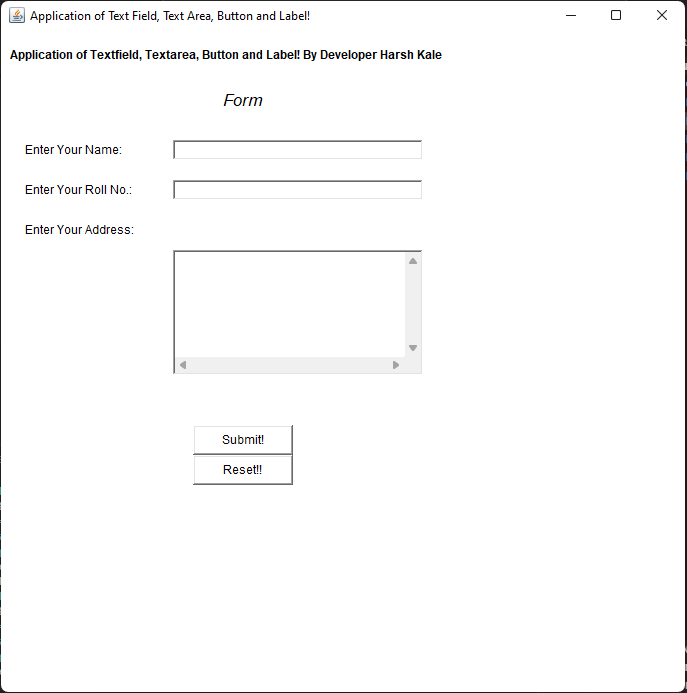 Application of Text Field, Text Area, Button and Label!
Application of Textfield, Textarea, Button and Label! By Developer Harsh Kale
Form
Enter Your Name:
Enter Your Roll No.:
Enter Your Address:
Submit!
Reset!!